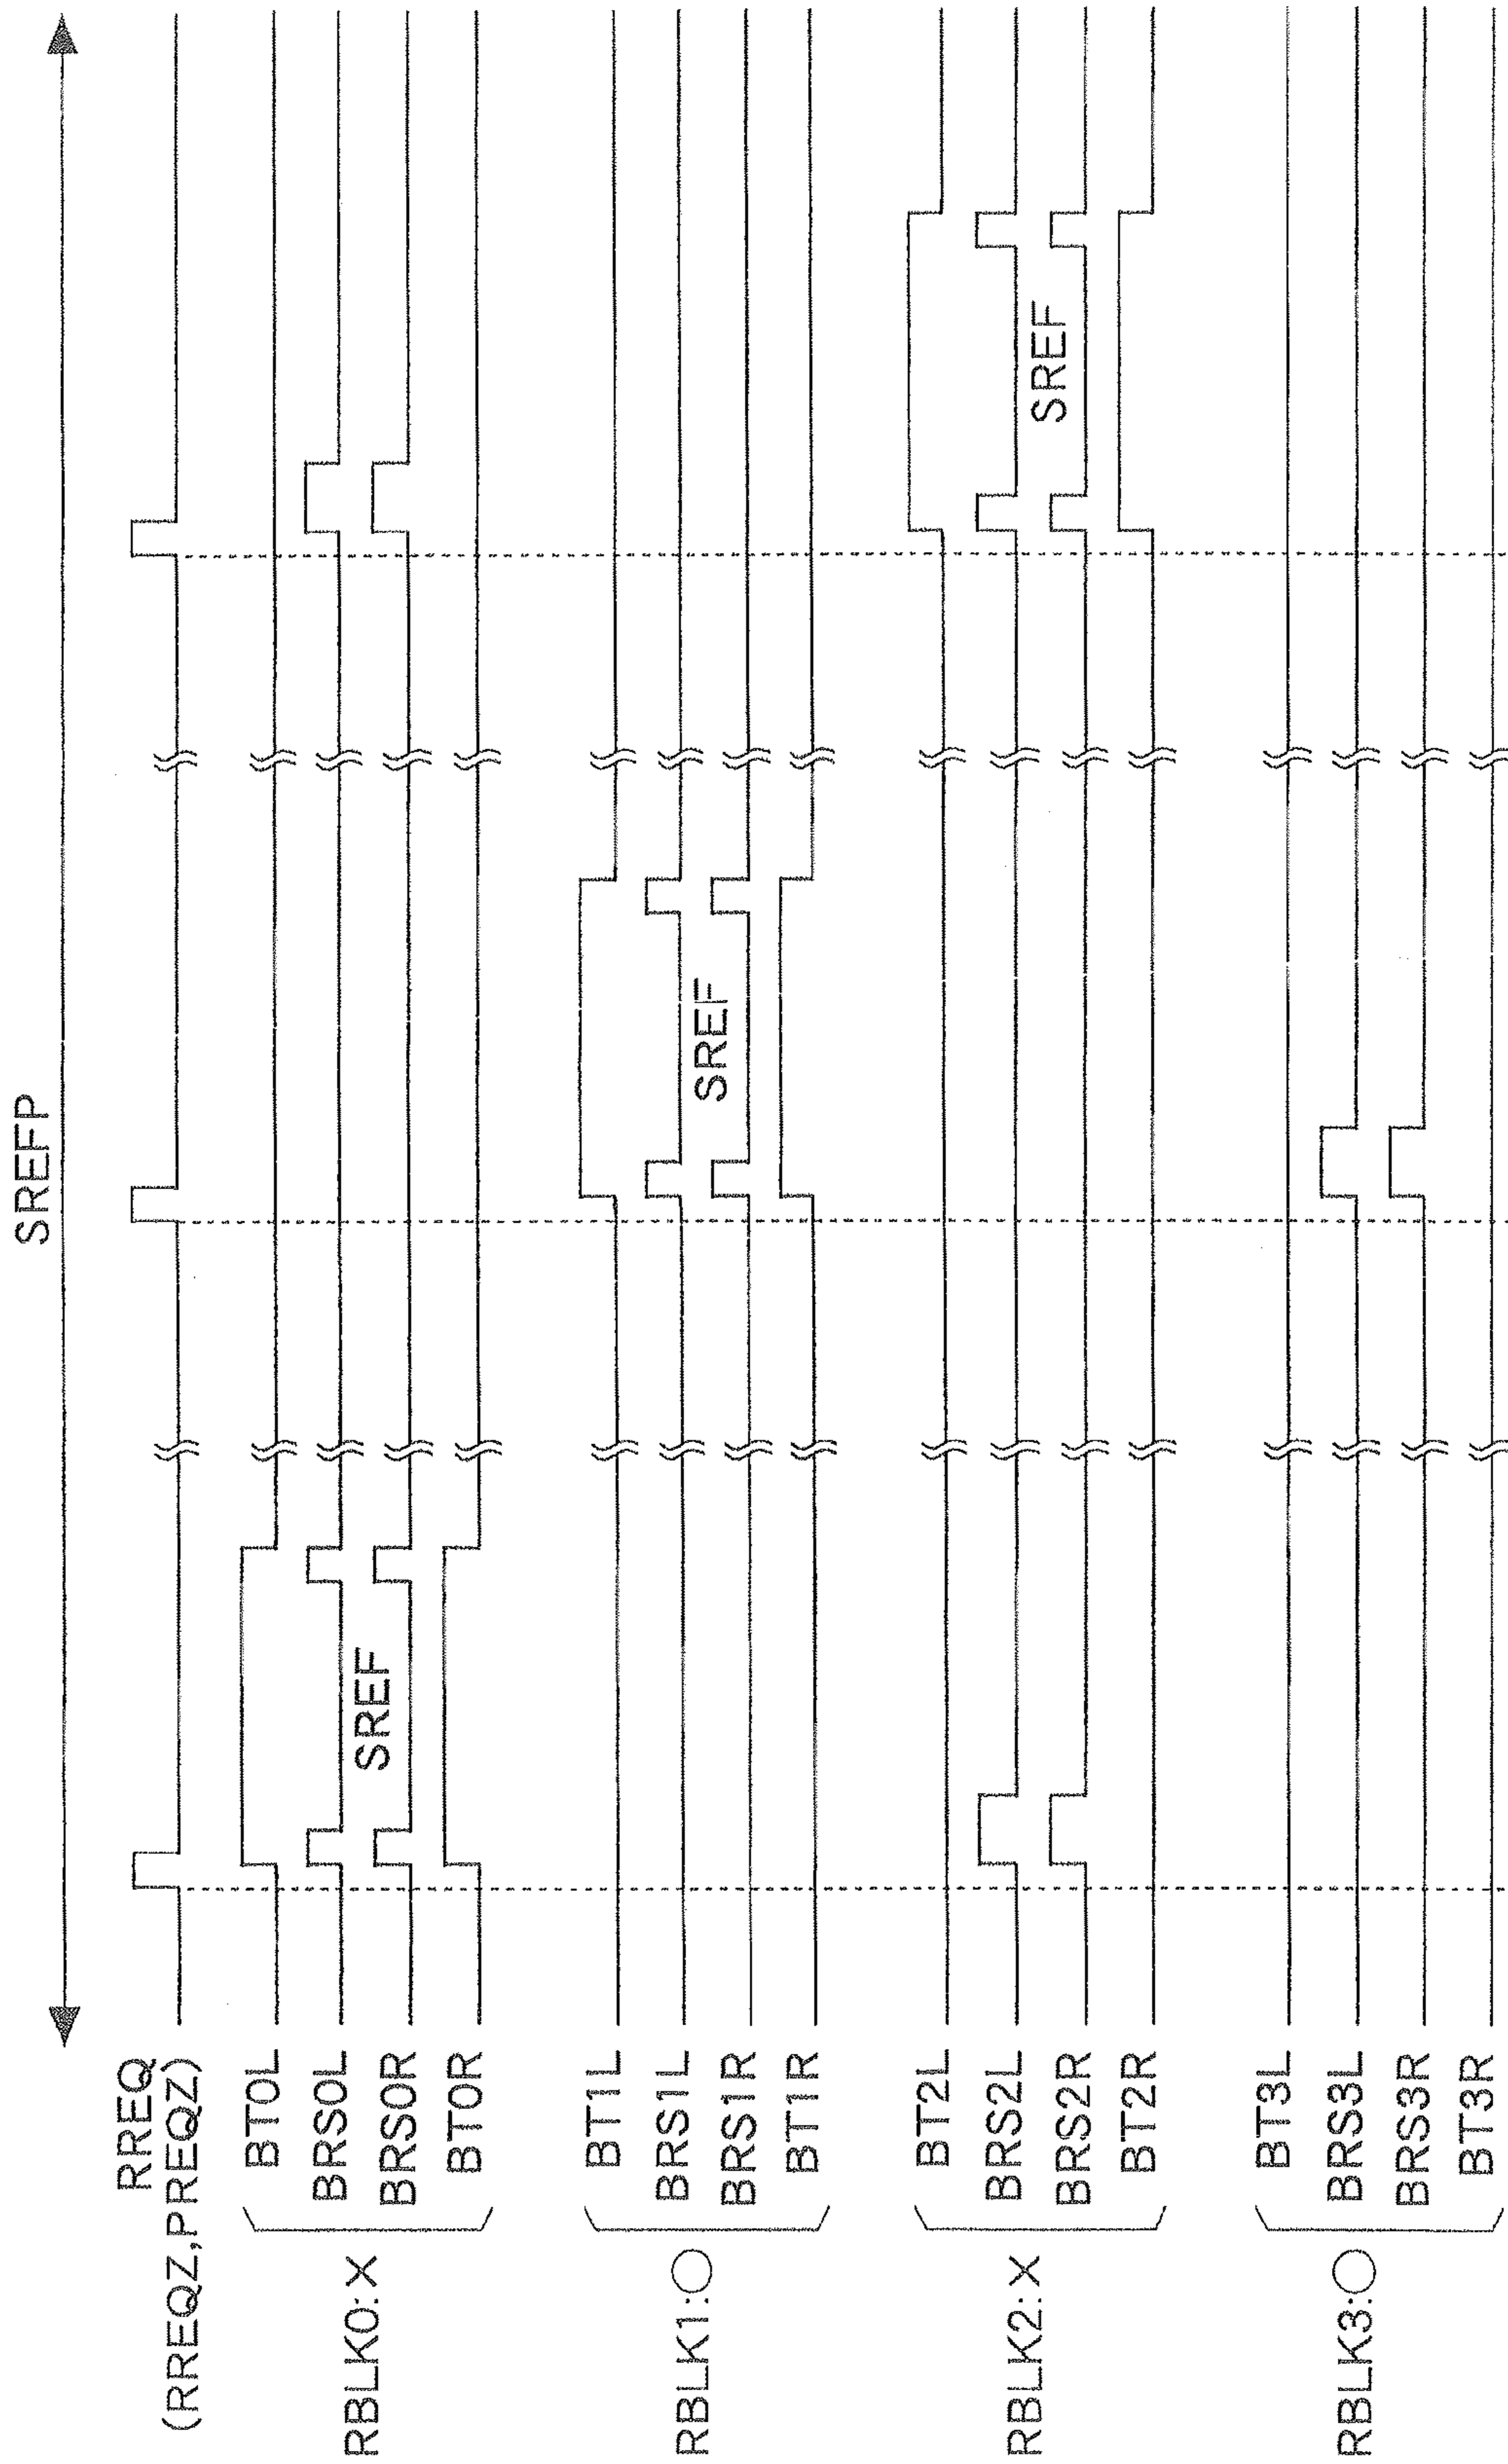 SREFP
RREQ
(RREQZ,PREQZ)
RBLK0:×
BT0L
BRS0L
BRS0R
BT0R
SREF
RBLK1:○
BT1L
BRS1L
BRS1R
BT1R
SREF
RBLK2:×
BT2L
BRS2L
BRS2R
BT2R
SREF
RBLK3:○
BT3L
BRS3L
BRS3R
BT3R